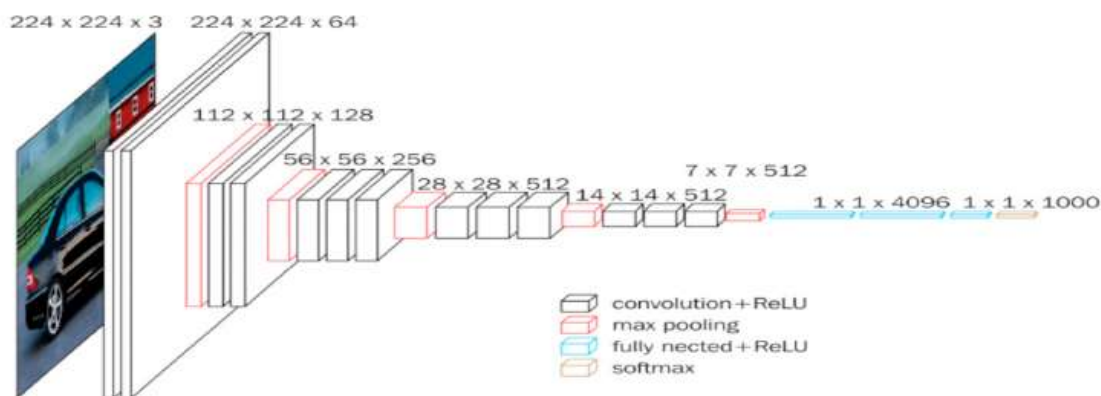 224 x 224 x 3
224 x 224 x 64
112 x 112 x 128
56 x 56 x 256
28 x 28 x 512
14 x 14 x 512
7 x 7 x 512
1 x 1 x 4096
1 x 1 x 1000
convolution+ReLU
max pooling
fully nected+ReLU
softmax